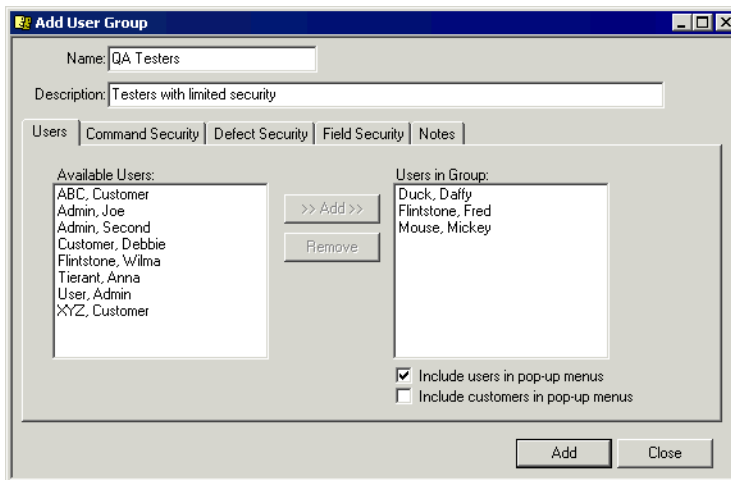 Add User Group
Name: QA Testers
Description: Testers with limited security
Users Command Security Defect Security Field Security Notes
Available Users:
ABC, Customer
Admin, Joe
Admin, Second
Customer, Debbie
Flintstone, Wilma
Tierant, Anna
User, Admin
XYZ, Customer
>> Add >>
Remove
Users in Group:
Duck, Daffy
Flintstone, Fred
Mouse, Mickey
Include users in pop-up menus
Include customers in pop-up menus
Add Close